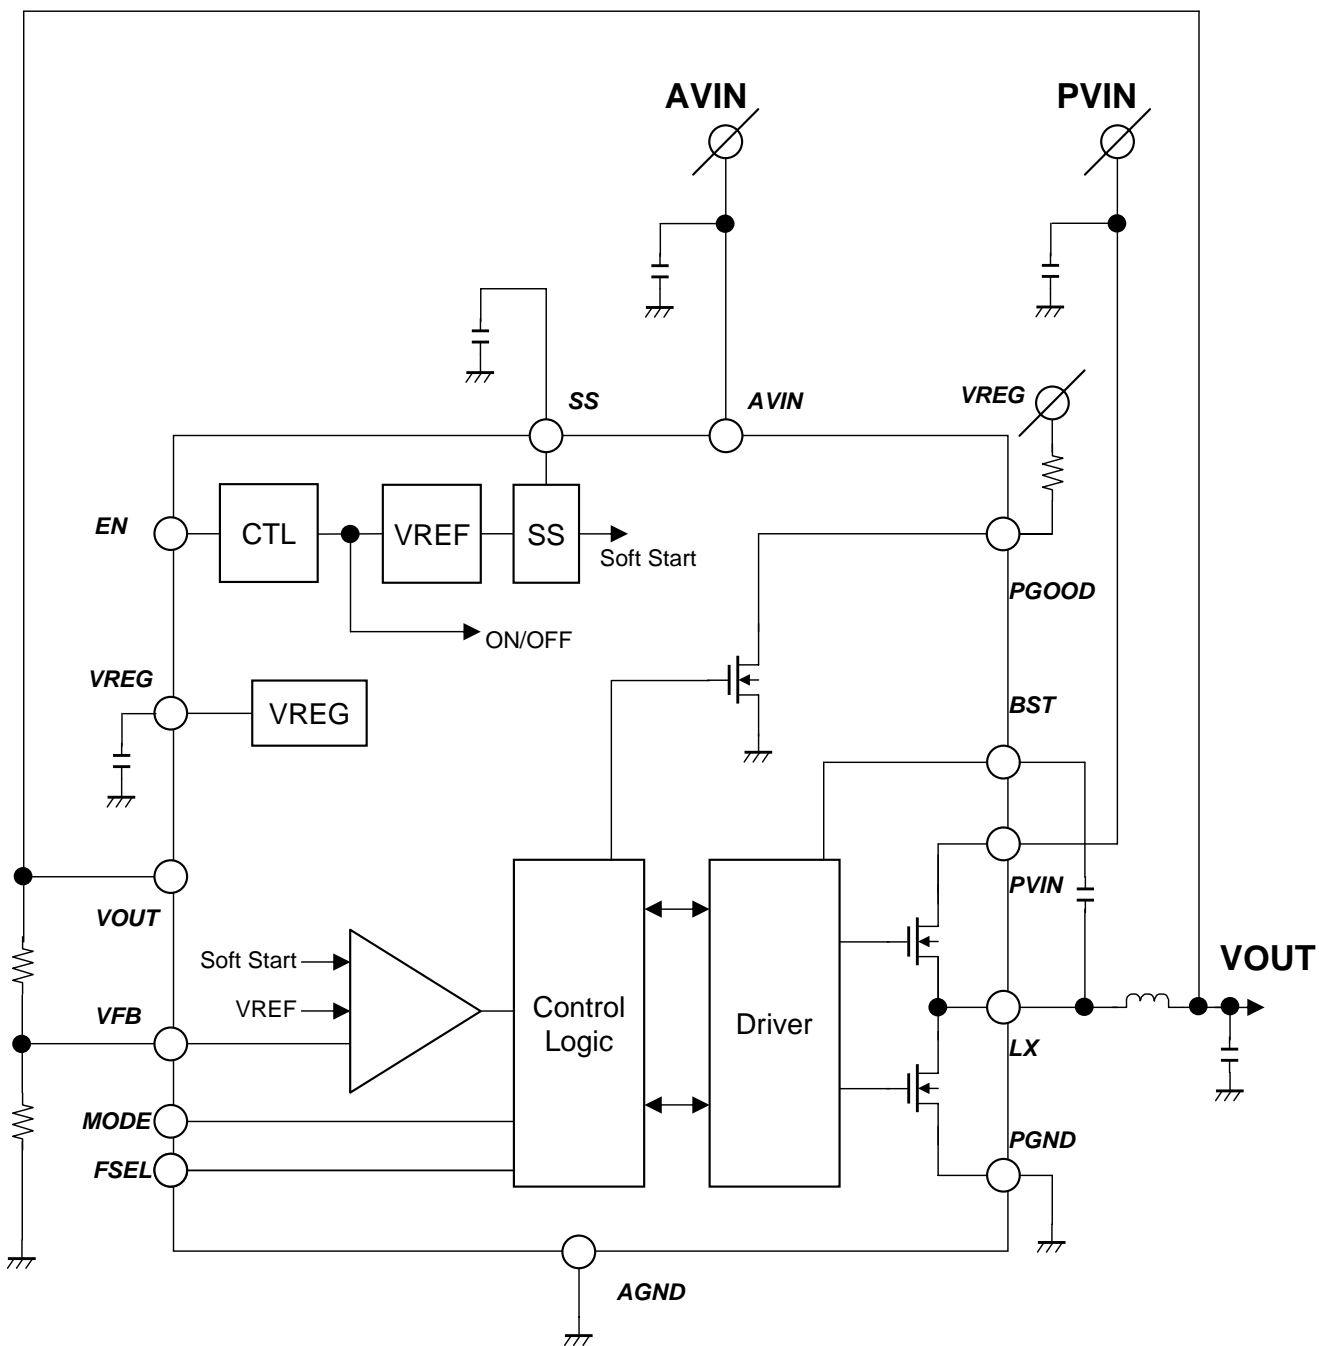 AVIN
PVIN
SS
AVIN
VREG
EN
CTL
VREF
SS
Soft Start
ON/OFF
PGOOD
VREG
VREG
BST
PVIN
VOUT
Soft Start
VREF
VFB
Control
Logic
Driver
VOUT
LX
MODE
FSEL
PGND
AGND